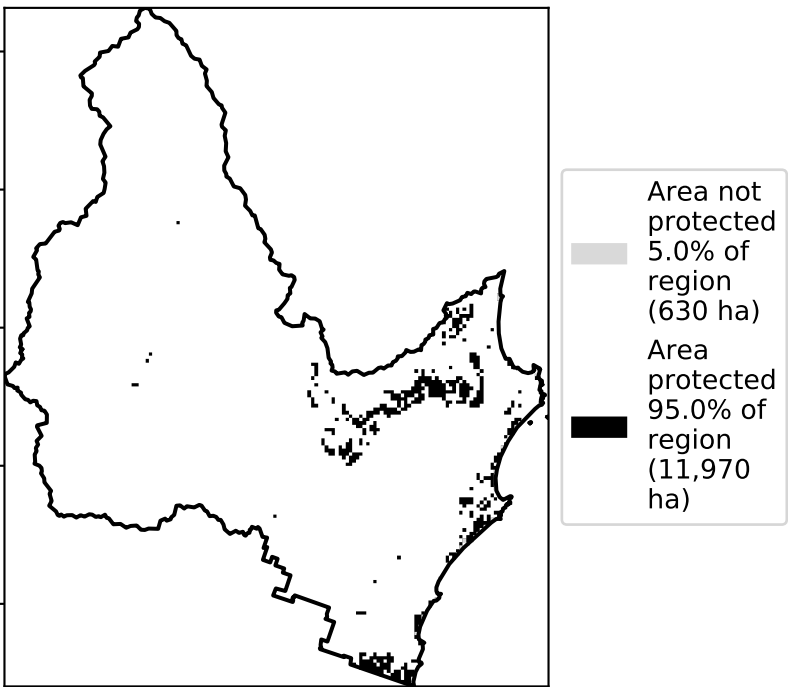 Area not
protected
5.0% of
region
(630 ha)
Area
protected
95.0% of
region
(11,970
ha)